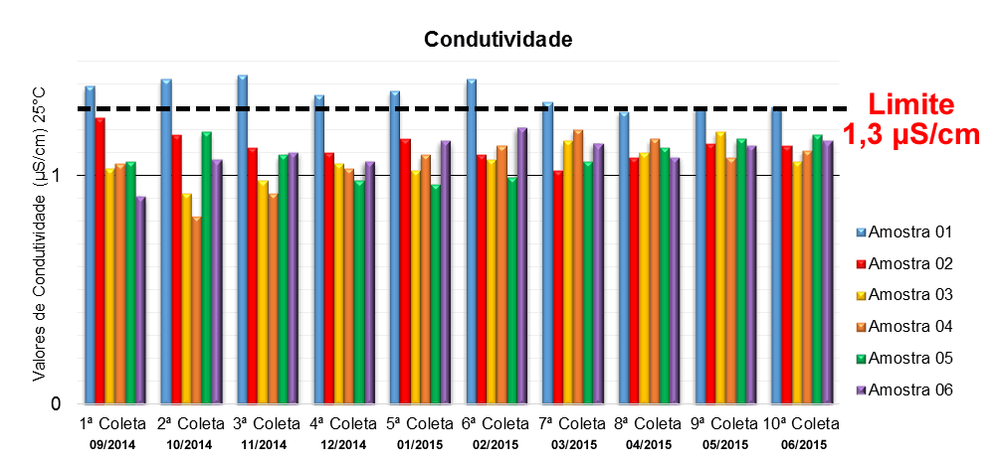 Condutividade
Valores de Condutividade (µS/cm) 25°C
1
0
Limite
1,3 µS/cm
Amostra 01
Amostra 02
Amostra 03
Amostra 04
Amostra 05
Amostra 06
1ª Coleta 2ª Coleta 3ª Coleta 4ª Coleta 5ª Coleta 6ª Coleta 7ª Coleta 8ª Coleta 9ª Coleta 10ª Coleta
09/2014 10/2014 11/2014 12/2014 01/2015 02/2015 03/2015 04/2015 05/2015 06/2015